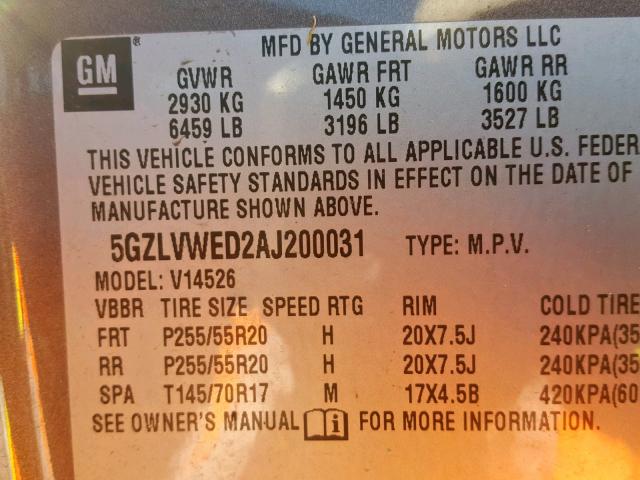 MFD BY GENERAL MOTORS LLC
GM ®
GVWR GAWR FRT GAWR RR
2930 KG 1450 KG 1600 KG
6459 LB 3196 LB 3527 LB
THIS VEHICLE CONFORMS TO ALL APPLICABLE U.S. FEDER
VEHICLE SAFETY STANDARDS IN EFFECT ON THE DATE OF
MANUFACTURE SHOWN ABOVE.
5GZLVWED2AJ200031 TYPE: M.P.V.
MODEL: V14526
VBBR TIRE SIZE SPEED RTG RIM COLD TIRE
FRT P255/55R20 H 20X7.5J 240KPA(35
RR P255/55R20 H 20X7.5J 240KPA(35
SPA T145/70R17 M 17X4.5B 420KPA(60
SEE OWNER'S MANUAL i FOR MORE INFORMATION.